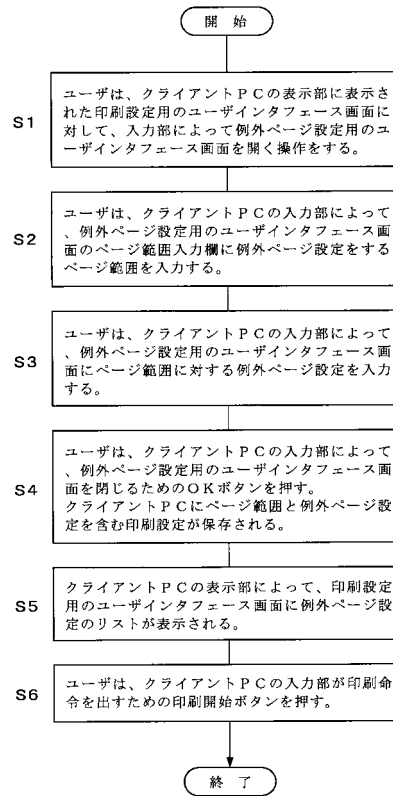 開 始
S1
ユーザは、クライアントPCの表示部に表示さ
れた印刷設定用のユーザインタフェース画面に
対して、入力部によって例外ページ設定用のユ
ーザインタフェース画面を開く操作をする。
S2
ユーザは、クライアントPCの入力部によって
、例外ページ設定用のユーザインタフェース画
面のページ範囲入力欄に例外ページ設定をする
ページ範囲を入力する。
S3
ユーザは、クライアントPCの入力部によって
、例外ページ設定用のユーザインタフェース画
面にページ範囲に対する例外ページ設定を入力
する。
S4
ユーザは、クライアントPCの入力部によって
、例外ページ設定用のユーザインタフェース画
面を閉じるためのOKボタンを押す。
クライアントPCにページ範囲と例外ページ設
定を含む印刷設定が保存される。
S5
クライアントPCの表示部によって、印刷設定
用のユーザインタフェース画面に例外ページ設
定のリストが表示される。
S6
ユーザは、クライアントPCの入力部が印刷命
令を出すための印刷開始ボタンを押す。
終 了